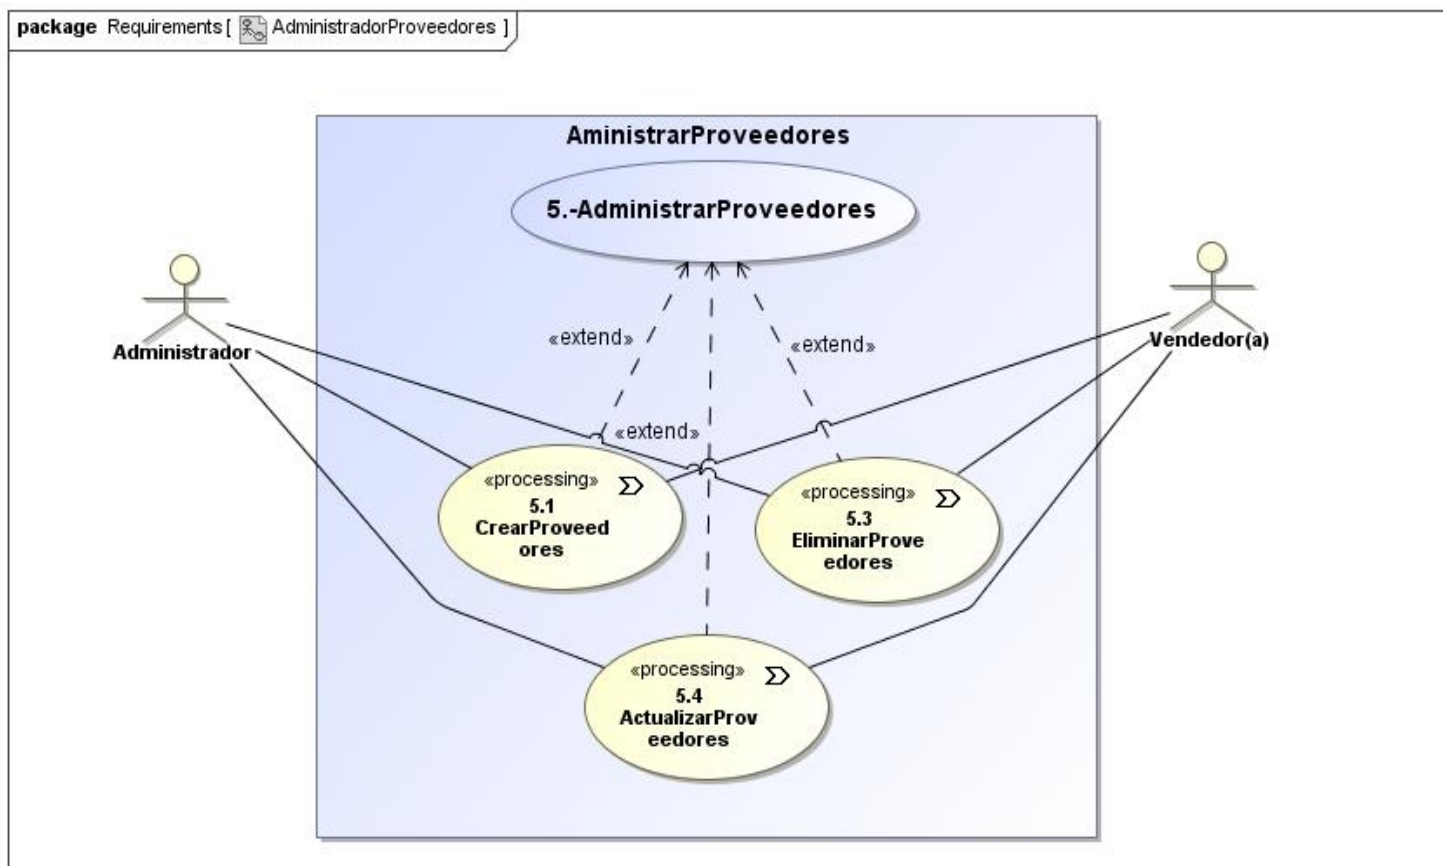 package Requirements [ AdministradorProveedores ]
AministrarProveedores
5.-AdministrarProveedores
Administrador
Vendedor(a)
«extend»
«extend»
«extend»
«processing»
5.1
CrearProveed
ores
«processing»
5.3
EliminarProve
edores
«processing»
5.4
ActualizarProv
eedores